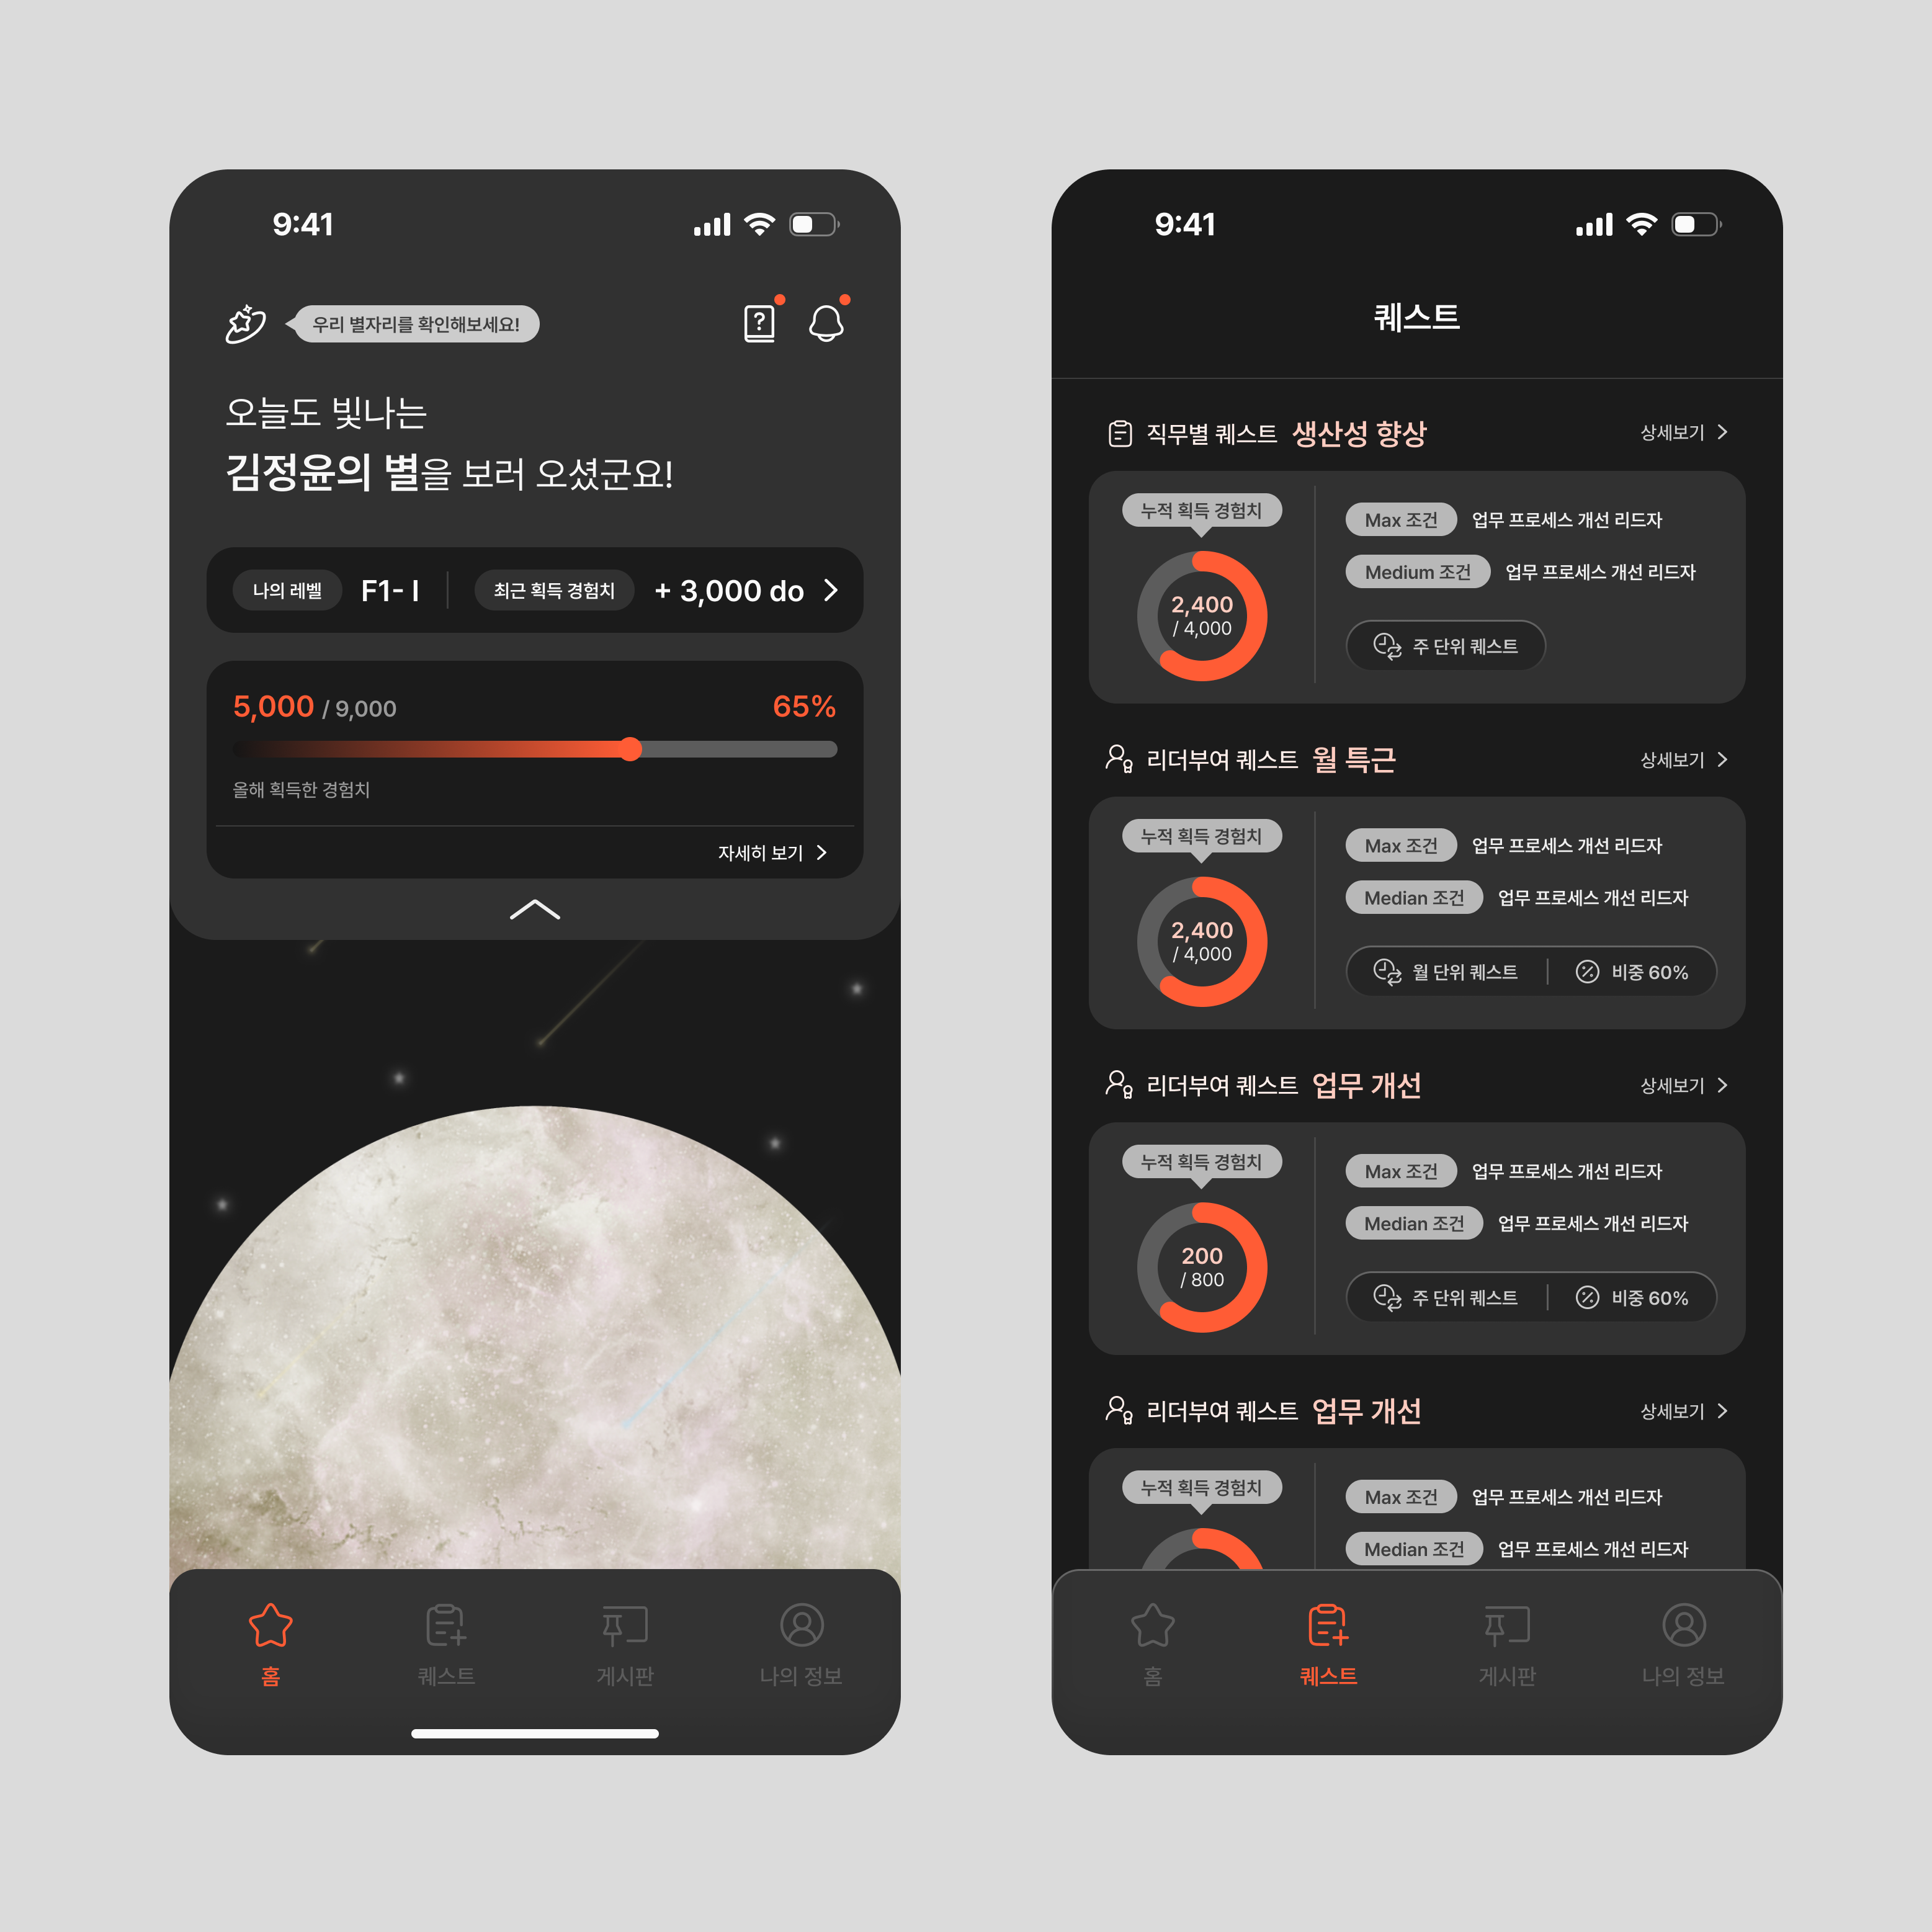 9:41
우리 별자리를 확인해보세요!
오늘도 빛나는
김정윤의 별을 보러 오셨군요!
나의 레벨 F1- I 최근 획득 경험치 + 3,000 do
5,000 / 9,000 65%
올해 획득한 경험치
자세히 보기
홈 퀘스트 게시판 나의 정보
9:41
퀘스트
직무별 퀘스트 생산성 향상 상세보기
누적 획득 경험치
2,400
/ 4,000
Max 조건 업무 프로세스 개선 리드자
Medium 조건 업무 프로세스 개선 리드자
주 단위 퀘스트
리더부여 퀘스트 월 특근 상세보기
누적 획득 경험치
2,400
/ 4,000
Max 조건 업무 프로세스 개선 리드자
Median 조건 업무 프로세스 개선 리드자
월 단위 퀘스트 비중 60%
리더부여 퀘스트 업무 개선 상세보기
누적 획득 경험치
200
/ 800
Max 조건 업무 프로세스 개선 리드자
Median 조건 업무 프로세스 개선 리드자
주 단위 퀘스트 비중 60%
리더부여 퀘스트 업무 개선 상세보기
누적 획득 경험치
Max 조건 업무 프로세스 개선 리드자
Median 조건 업무 프로세스 개선 리드자
홈 퀘스트 게시판 나의 정보